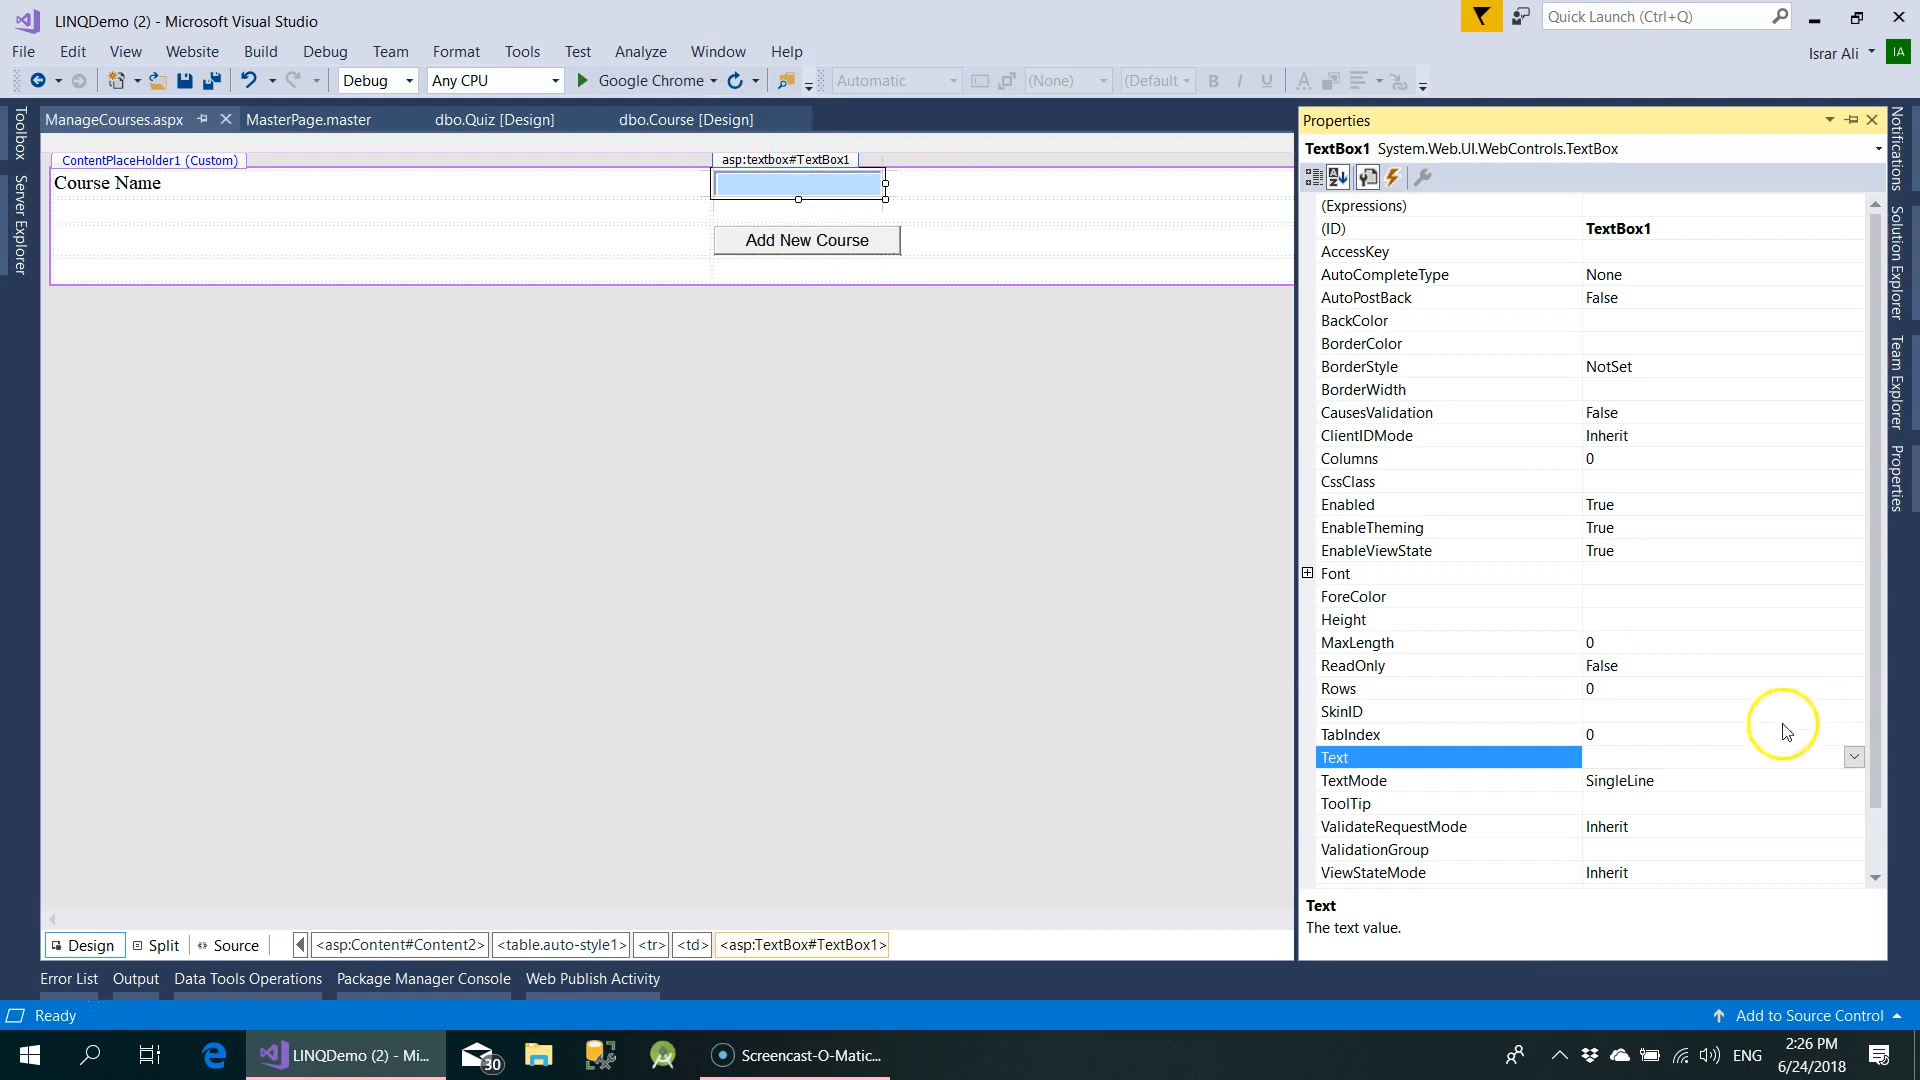 LINQDemo (2) - Microsoft Visual Studio
Quick Launch (Ctrl+Q)
File Edit View Website Build Debug Team Format Tools Test Analyze Window Help
Israr Ali IA
Debug Any CPU Google Chrome Automatic (None) (Default B I U A
Toolbox
Server Explorer
ManageCourses.aspx MasterPage.master dbo.Quiz [Design] dbo.Course [Design]
ContentPlaceHolder1 (Custom)
asp:textbox#TextBox1
Course Name
Add New Course
Properties
TextBox1 System.Web.UI.WebControls.TextBox
(Expressions)
(ID) TextBox1
AccessKey
AutoCompleteType None
AutoPostBack False
BackColor
BorderColor
BorderStyle NotSet
BorderWidth
CausesValidation False
ClientIDMode Inherit
Columns 0
CssClass
Enabled True
EnableTheming True
EnableViewState True
Font
ForeColor
Height
MaxLength 0
ReadOnly False
Rows 0
SkinID
TabIndex 0
Text
TextMode SingleLine
ToolTip
ValidateRequestMode Inherit
ValidationGroup
ViewStateMode Inherit
Text
The text value.
Notifications
Solution Explorer
Team Explorer
Properties
Design Split Source <asp:Content#Content2> <table.auto-style1> <tr> <td> <asp:TextBox#TextBox1>
Error List Output Data Tools Operations Package Manager Console Web Publish Activity
Ready
Add to Source Control
LINQDemo (2) - Mi...
30
Screencast-O-Matic...
ENG
2:26 PM
6/24/2018